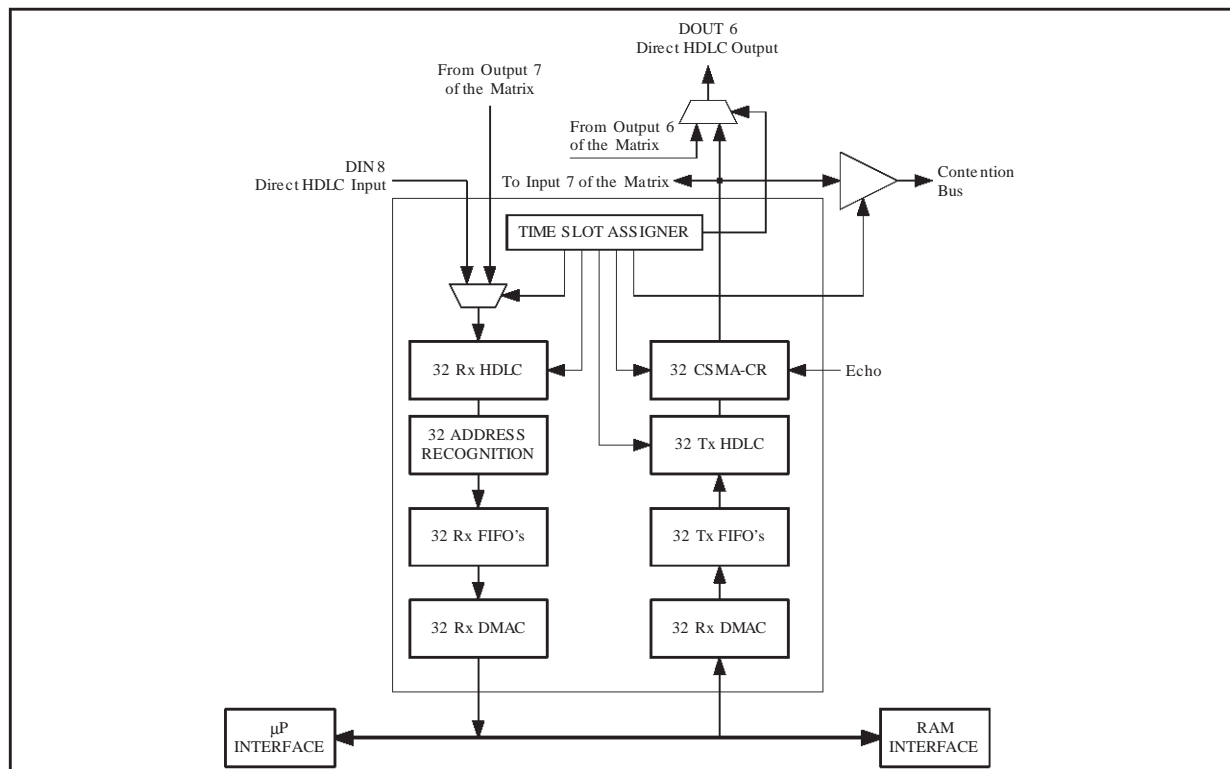 DOUT 6
Direct HDLC Output
From Output 7
of the Matrix
From Output 6
of the Matrix
DIN 8
Direct HDLC Input
To Input 7 of the Matrix
Contention
Bus
TIME SLOT ASSIGNER
32 Rx HDLC
32 CSMA-CR
Echo
32 ADDRESS
RECOGNITION
32 Tx HDLC
32 Rx FIFO's
32 Tx FIFO's
32 Rx DMAC
32 Rx DMAC
µP
INTERFACE
RAM
INTERFACE